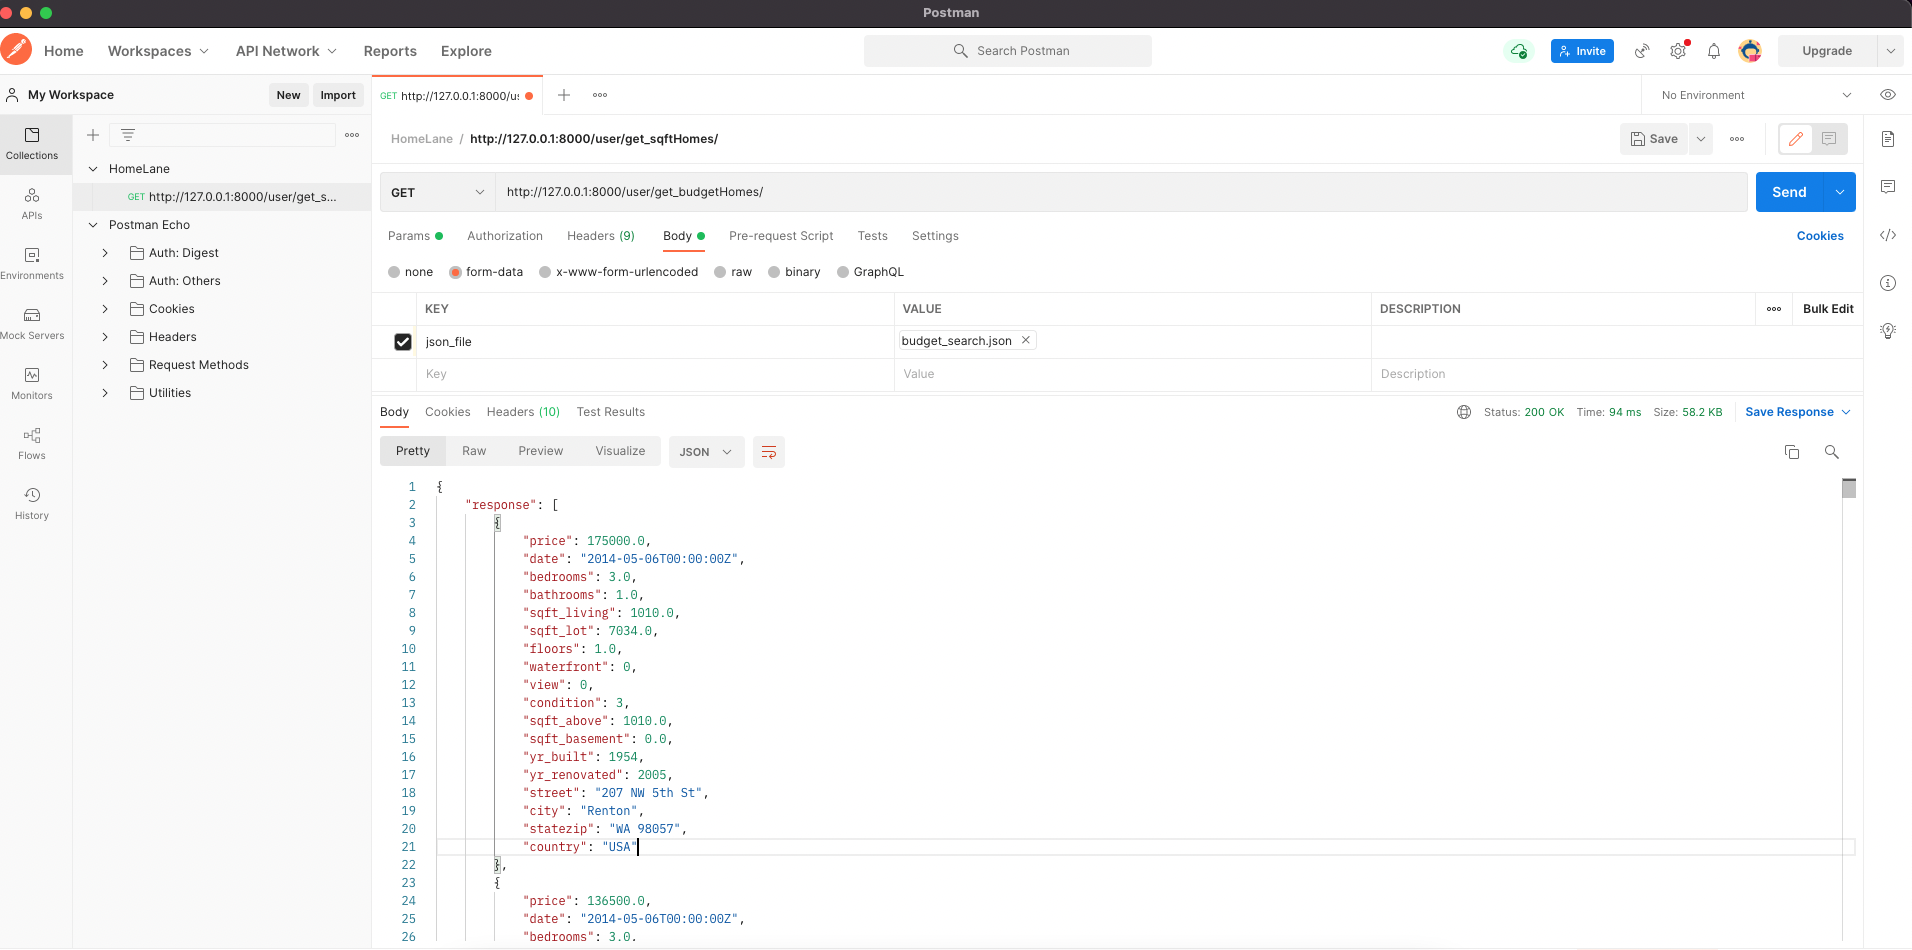 Postman
Home Workspaces API Network Reports Explore Search Postman Invite Upgrade
My Workspace New Import GET http://127.0.0.1:8000/us No Environment
HomeLane / http://127.0.0.1:8000/user/get_sqftHomes/ Save
Collections
HomeLane
GET http://127.0.0.1:8000/user/get_s...
GET http://127.0.0.1:8000/user/get_budgetHomes/ Send
APIs
Postman Echo
Params Authorization Headers (9) Body Pre-request Script Tests Settings Cookies
Auth: Digest
none form-data x-www-form-urlencoded raw binary GraphQL
Environments
Auth: Others
KEY VALUE DESCRIPTION Bulk Edit
Cookies
Mock Servers
Headers
json_file budget_search.json
Request Methods
Key Value Description
Monitors
Utilities
Body Cookies Headers (10) Test Results Status: 200 OK Time: 94 ms Size: 58.2 KB Save Response
Flows
Pretty Raw Preview Visualize JSON
History
1 {
2 "response": [
3 {
4 "price": 175000.0,
5 "date": "2014-05-06T00:00:00Z",
6 "bedrooms": 3.0,
7 "bathrooms": 1.0,
8 "sqft_living": 1010.0,
9 "sqft_lot": 7034.0,
10 "floors": 1.0,
11 "waterfront": 0,
12 "view": 0,
13 "condition": 3,
14 "sqft_above": 1010.0,
15 "sqft_basement": 0.0,
16 "yr_built": 1954,
17 "yr_renovated": 2005,
18 "street": "207 NW 5th St",
19 "city": "Renton",
20 "statezip": "WA 98057",
21 "country": "USA"
22 },
23 {
24 "price": 136500.0,
25 "date": "2014-05-06T00:00:00Z",
26 "bedrooms": 3.0,